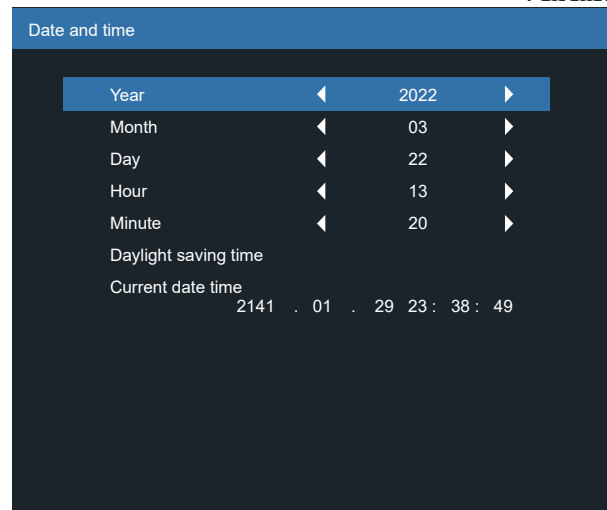 Date and time
Year 2022
Month 03
Day 22
Hour 13
Minute 20
Daylight saving time
Current date time
2141 . 01 . 29 23 : 38 : 49